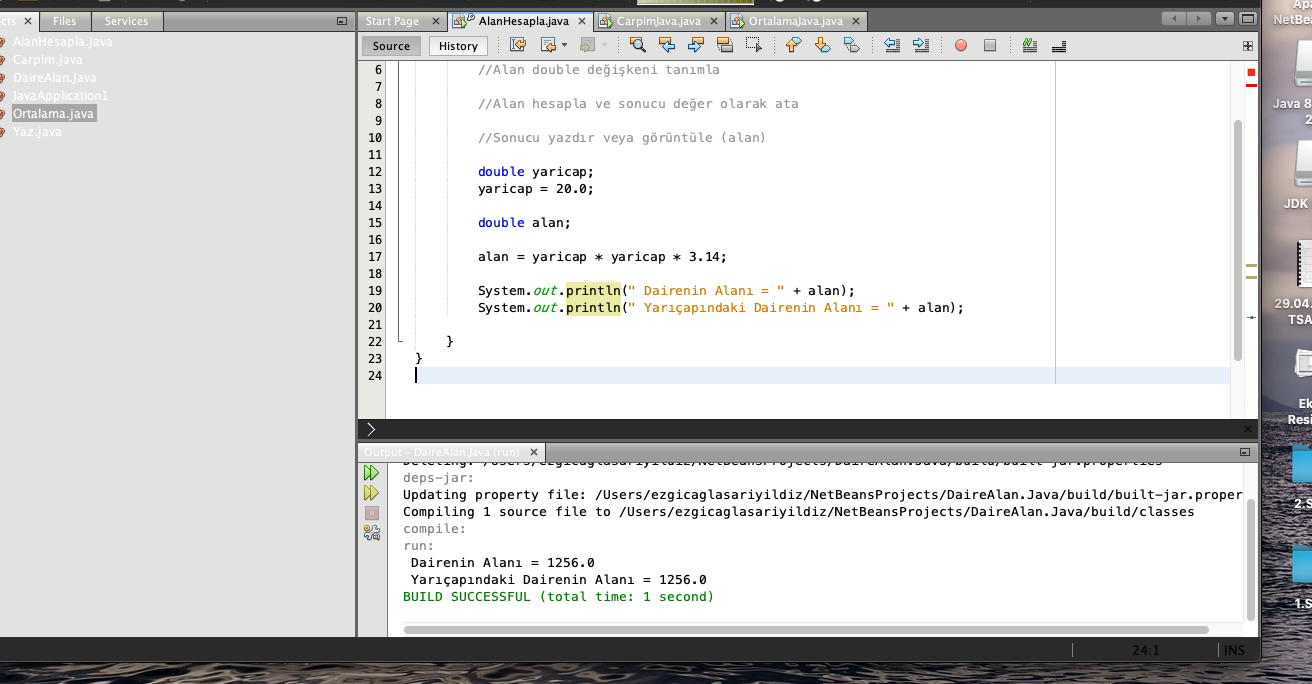 cts Files Services
AlanHesapla.java
Carpim.java
DaireAlan.Java
JavaApplication1
Ortalama.java
Yaz.java
Start Page AlanHesapla.java CarpimJava.java OrtalamaJava.java
Source History
6 //Alan double değişkeni tanımla
7
8 //Alan hesapla ve sonucu değer olarak ata
9
10 //Sonucu yazdır veya görüntüle (alan)
11
12 double yaricap;
13 yaricap = 20.0;
14
15 double alan;
16
17 alan = yaricap * yaricap * 3.14;
18
19 System.out.println(" Dairenin Alanı = " + alan);
20 System.out.println(" Yarıçapındaki Dairenin Alanı = " + alan);
21
22 }
23 }
24
Output - DaireAlan.Java (run)
Deleting: /Users/ezgicaglasariyildiz/NetBeansProjects/DaireAlan.Java/build/built-jar.properties
deps-jar:
Updating property file: /Users/ezgicaglasariyildiz/NetBeansProjects/DaireAlan.Java/build/built-jar.proper
Compiling 1 source file to /Users/ezgicaglasariyildiz/NetBeansProjects/DaireAlan.Java/build/classes
compile:
run:
Dairenin Alanı = 1256.0
Yarıçapındaki Dairenin Alanı = 1256.0
BUILD SUCCESSFUL (total time: 1 second)
24:1 INS
Apa
NetBe
Java 8
2
JDK
29.04.
TSA
Ek
Resi
2.S
1.S